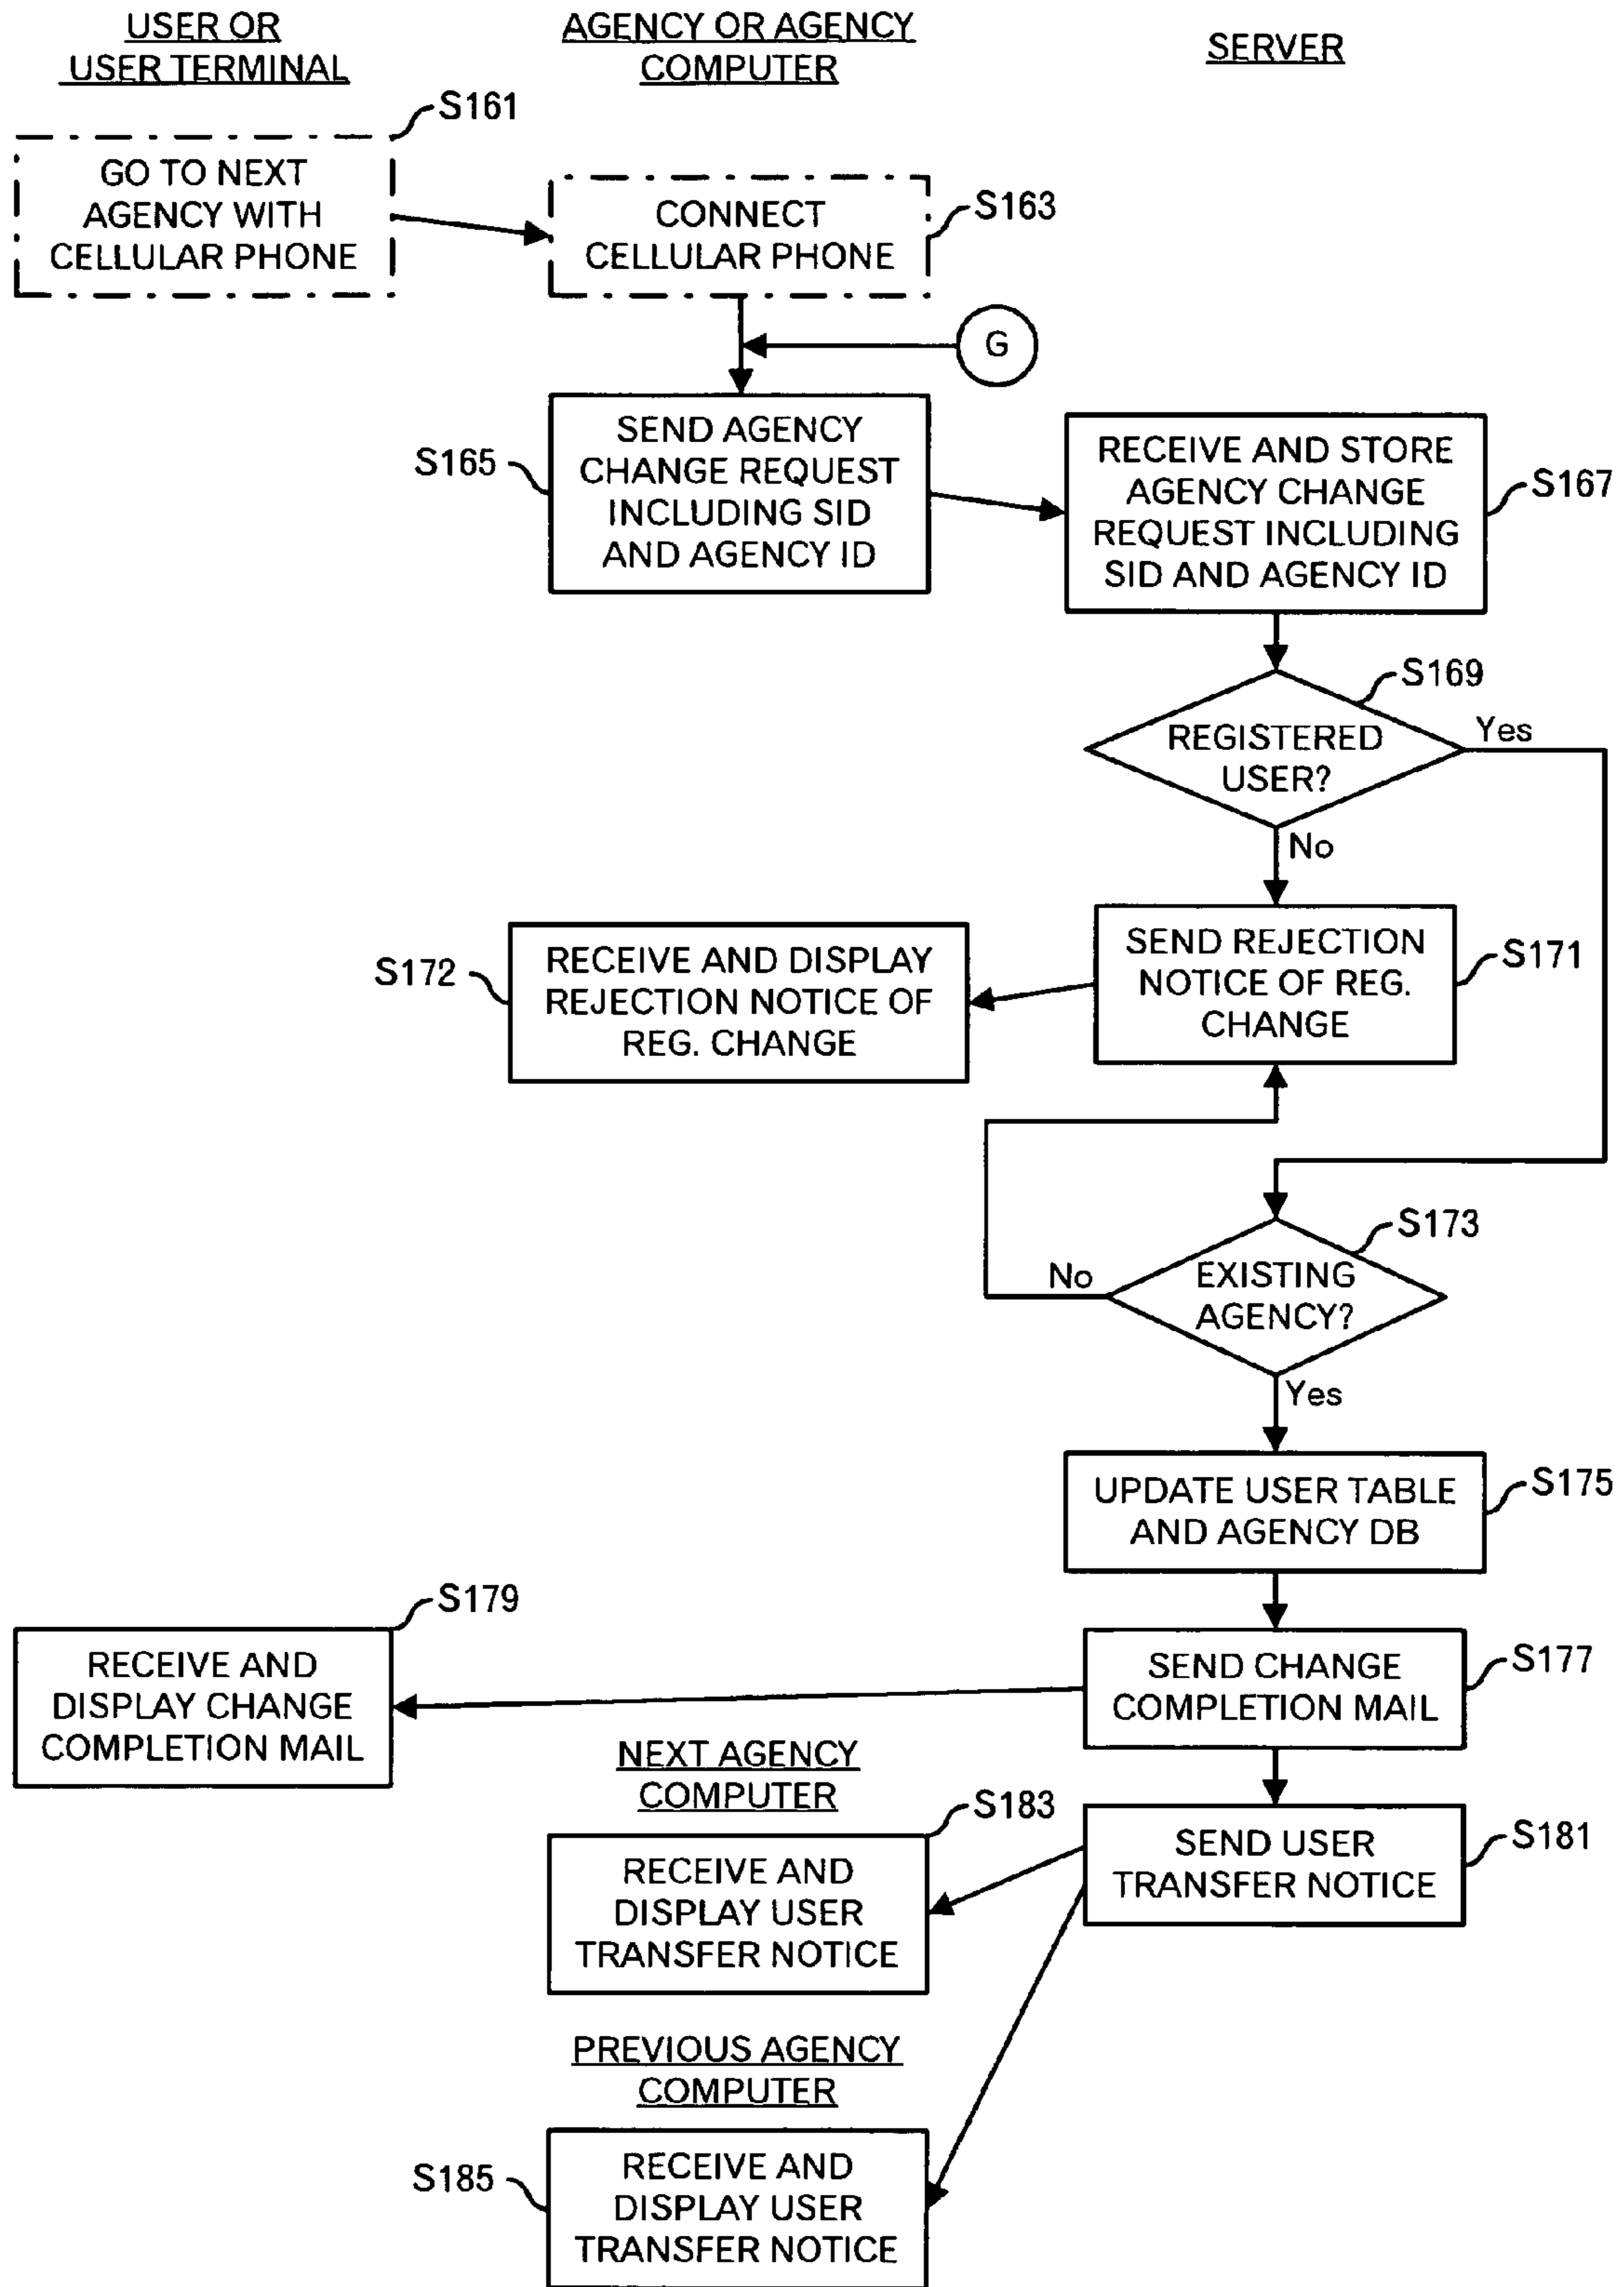 USER OR
USER TERMINAL
AGENCY OR AGENCY
COMPUTER
SERVER
S161
GO TO NEXT
AGENCY WITH
CELLULAR PHONE
S163
CONNECT
CELLULAR PHONE
G
S165
SEND AGENCY
CHANGE REQUEST
INCLUDING SID
AND AGENCY ID
S167
RECEIVE AND STORE
AGENCY CHANGE
REQUEST INCLUDING
SID AND AGENCY ID
S169
REGISTERED
USER?
Yes
No
S171
SEND REJECTION
NOTICE OF REG.
CHANGE
S172
RECEIVE AND DISPLAY
REJECTION NOTICE OF
REG. CHANGE
S173
EXISTING
AGENCY?
No
Yes
S175
UPDATE USER TABLE
AND AGENCY DB
S177
SEND CHANGE
COMPLETION MAIL
S179
RECEIVE AND
DISPLAY CHANGE
COMPLETION MAIL
S181
SEND USER
TRANSFER NOTICE
NEXT AGENCY
COMPUTER
S183
RECEIVE AND
DISPLAY USER
TRANSFER NOTICE
PREVIOUS AGENCY
COMPUTER
S185
RECEIVE AND
DISPLAY USER
TRANSFER NOTICE